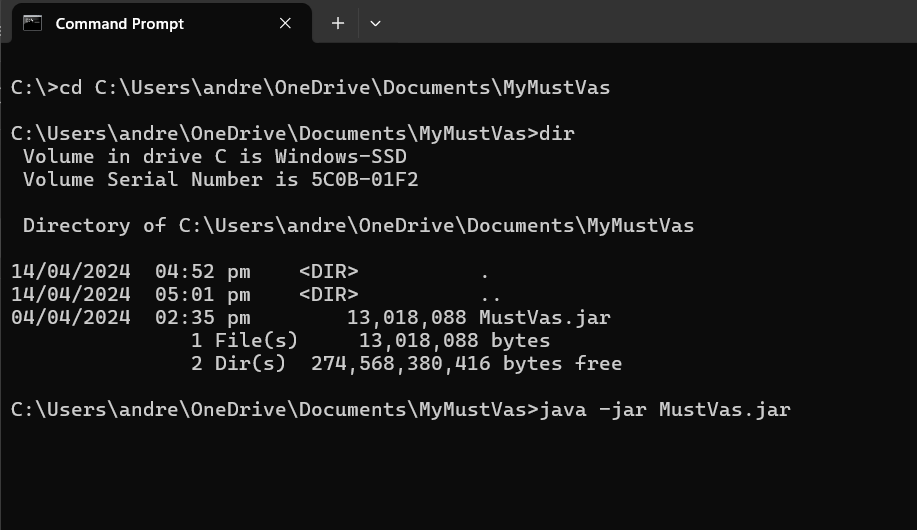 Command Prompt
C:\>cd C:\Users\andre\OneDrive\Documents\MyMustVas
C:\Users\andre\OneDrive\Documents\MyMustVas>dir
 Volume in drive C is Windows-SSD
 Volume Serial Number is 5C0B-01F2
 Directory of C:\Users\andre\OneDrive\Documents\MyMustVas
14/04/2024  04:52 pm    <DIR>          .
14/04/2024  05:01 pm    <DIR>          ..
04/04/2024  02:35 pm        13,018,088 MustVas.jar
               1 File(s)     13,018,088 bytes
               2 Dir(s)  274,568,380,416 bytes free
C:\Users\andre\OneDrive\Documents\MyMustVas>java -jar MustVas.jar